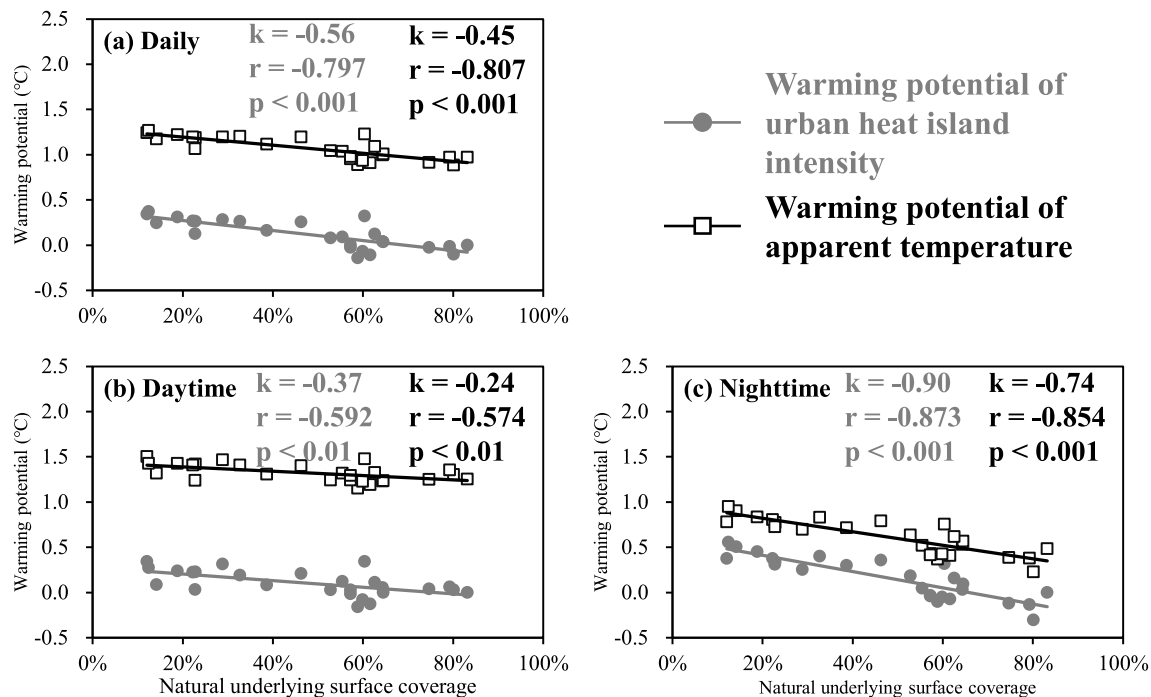 (a) Daily
k = -0.56
r = -0.797
p < 0.001
k = -0.45
r = -0.807
p < 0.001
Warming potential (°C)
2.5
2.0
1.5
1.0
0.5
0.0
-0.5
0%
20%
40%
60%
80%
100%
Warming potential of
urban heat island
intensity
Warming potential of
apparent temperature
(b) Daytime
k = -0.37
r = -0.592
p < 0.01
k = -0.24
r = -0.574
p < 0.01
Warming potential (°C)
2.5
2.0
1.5
1.0
0.5
0.0
-0.5
0%
20%
40%
60%
80%
100%
Natural underlying surface coverage
(c) Nighttime
k = -0.90
r = -0.873
p < 0.001
k = -0.74
r = -0.854
p < 0.001
Warming potential (°C)
2.5
2.0
1.5
1.0
0.5
0.0
-0.5
0%
20%
40%
60%
80%
100%
Natural underlying surface coverage